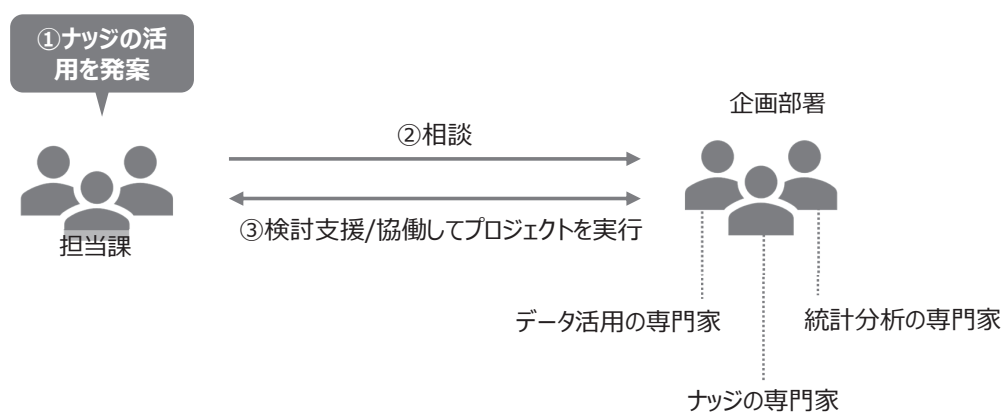 ①ナッジの活
用を発案
企画部署
②相談
③検討支援/協働してプロジェクトを実行
担当課
データ活用の専門家
統計分析の専門家
ナッジの専門家